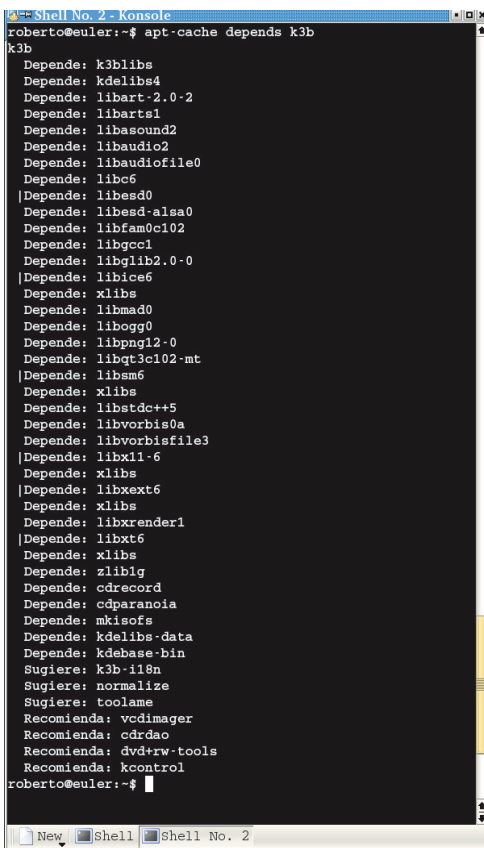 Shell No. 2 - Konsole
roberto@euler:~$ apt-cache depends k3b
k3b
Depende: k3blibs
Depende: kdelibs4
Depende: libart-2.0-2
Depende: libarts1
Depende: libasound2
Depende: libaudio2
Depende: libaudiofile0
Depende: libc6
|Depende: libesd0
Depende: libesd-alsa0
Depende: libfam0c102
Depende: libgcc1
Depende: libglib2.0-0
|Depende: libice6
Depende: xlibs
Depende: libmad0
Depende: libogg0
Depende: libpng12-0
Depende: libqt3c102-mt
|Depende: libsm6
Depende: xlibs
Depende: libstdc++5
Depende: libvorbis0a
Depende: libvorbisfile3
|Depende: libx11-6
Depende: xlibs
|Depende: libxext6
Depende: xlibs
Depende: libxrender1
|Depende: libxt6
Depende: xlibs
Depende: zlib1g
Depende: cdrecord
Depende: cdparanoia
Depende: mkisofs
Depende: kdelibs-data
Depende: kdebase-bin
Sugiere: k3b-i18n
Sugiere: normalize
Sugiere: toolame
Recomienda: vcdimager
Recomienda: cdrdao
Recomienda: dvd+rw-tools
Recomienda: kcontrol
roberto@euler:~$
New Shell Shell No. 2